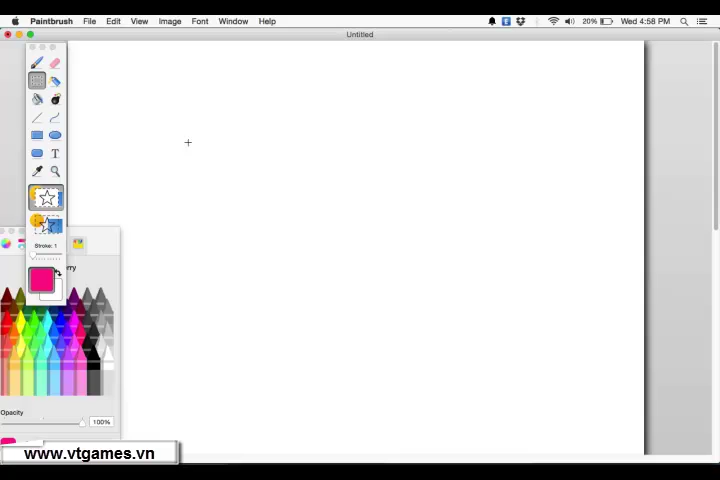 Paintbrush File Edit View Image Font Window Help 20% Wed 4:58 PM
Untitled
T
Stroke: 1
erry
Opacity
100%
www.vtgames.vn